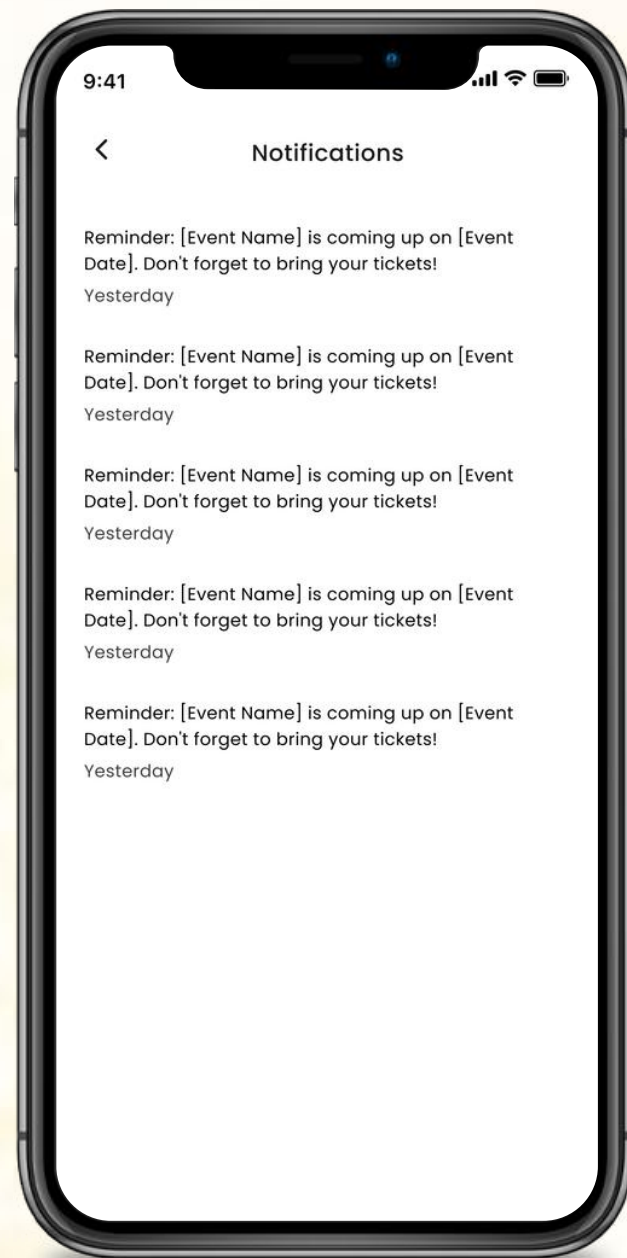 9:41
Notifications
Reminder: [Event Name] is coming up on [Event
Date]. Don't forget to bring your tickets!
Yesterday
Reminder: [Event Name] is coming up on [Event
Date]. Don't forget to bring your tickets!
Yesterday
Reminder: [Event Name] is coming up on [Event
Date]. Don't forget to bring your tickets!
Yesterday
Reminder: [Event Name] is coming up on [Event
Date]. Don't forget to bring your tickets!
Yesterday
Reminder: [Event Name] is coming up on [Event
Date]. Don't forget to bring your tickets!
Yesterday